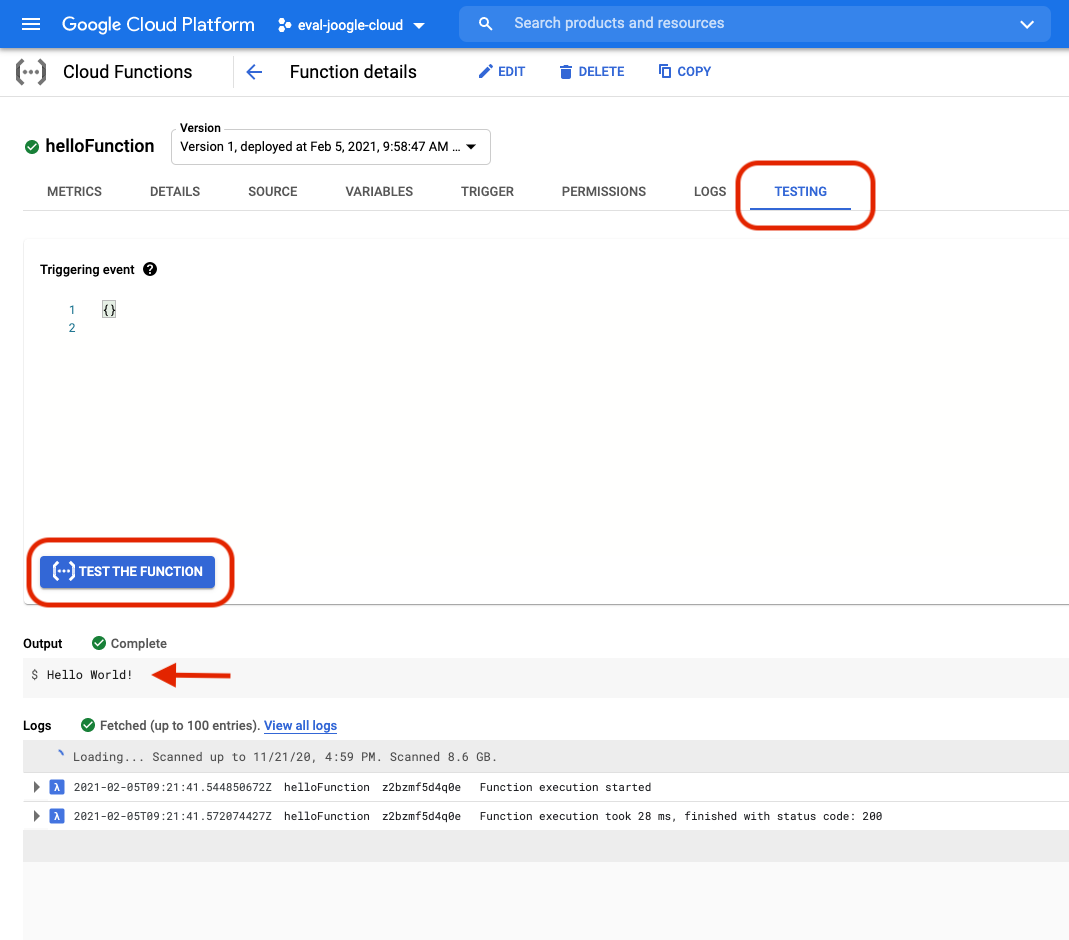 Google Cloud Platform eval-joogle-cloud Search products and resources
Cloud Functions Function details EDIT DELETE COPY
Version
helloFunction Version 1, deployed at Feb 5, 2021, 9:58:47 AM ...
METRICS DETAILS SOURCE VARIABLES TRIGGER PERMISSIONS LOGS TESTING
Triggering event ?
1 {}
2
(···) TEST THE FUNCTION
Output Complete
$ Hello World!
Logs Fetched (up to 100 entries). View all logs
Loading... Scanned up to 11/21/20, 4:59 PM. Scanned 8.6 GB.
λ 2021-02-05T09:21:41.544850672Z helloFunction z2bzmf5d4q0e Function execution started
λ 2021-02-05T09:21:41.572074427Z helloFunction z2bzmf5d4q0e Function execution took 28 ms, finished with status code: 200